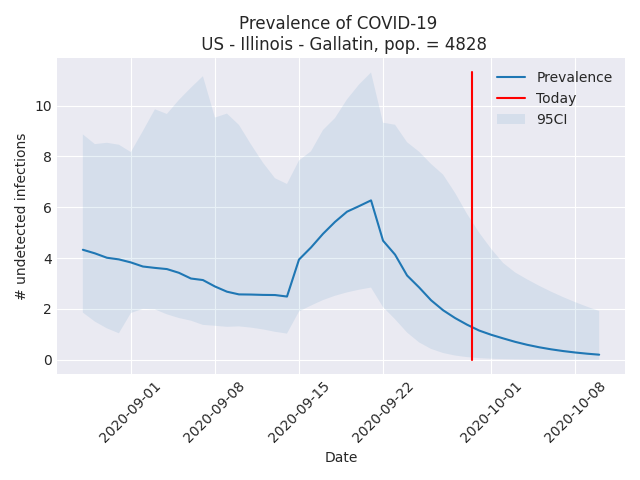 Prevalence of COVID-19
US - Illinois - Gallatin, pop. = 4828
Prevalence
Today
95CI
10
8
6
4
2
0
# undetected infections
2020-09-01
2020-09-08
2020-09-15
2020-09-22
2020-10-01
2020-10-08
Date